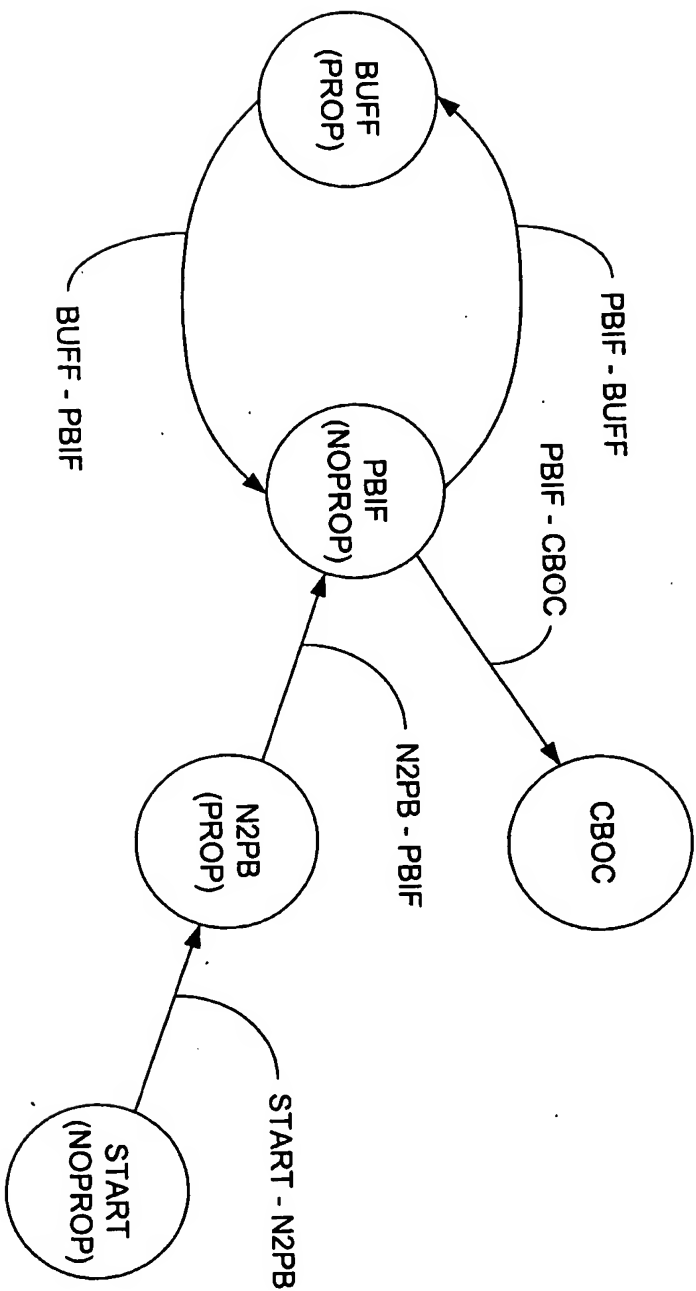 BUFF
(PROP)
PBIF - BUFF
BUFF - PBIF
PBIF
(NOPROP)
PBIF - CBOC
CBOC
N2PB - PBIF
N2PB
(PROP)
START - N2PB
START
(NOPROP)